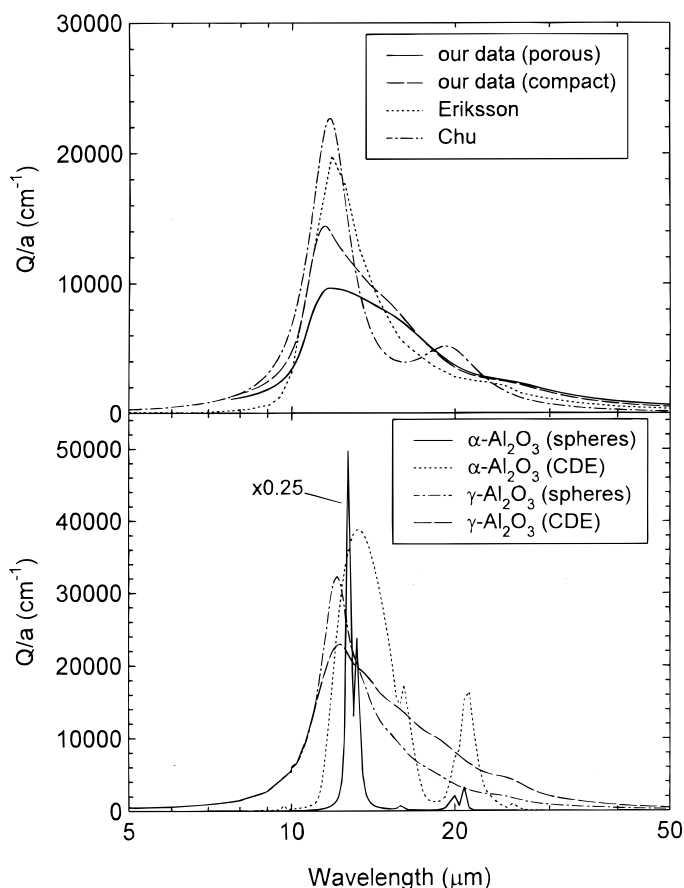 30000
20000
10000
0
Q/a (cm⁻¹)
our data (porous)
our data (compact)
Eriksson
Chu
50000
40000
30000
20000
10000
0
Q/a (cm⁻¹)
α-Al₂O₃ (spheres)
α-Al₂O₃ (CDE)
γ-Al₂O₃ (spheres)
γ-Al₂O₃ (CDE)
x0.25
5 10 20 50
Wavelength (μm)